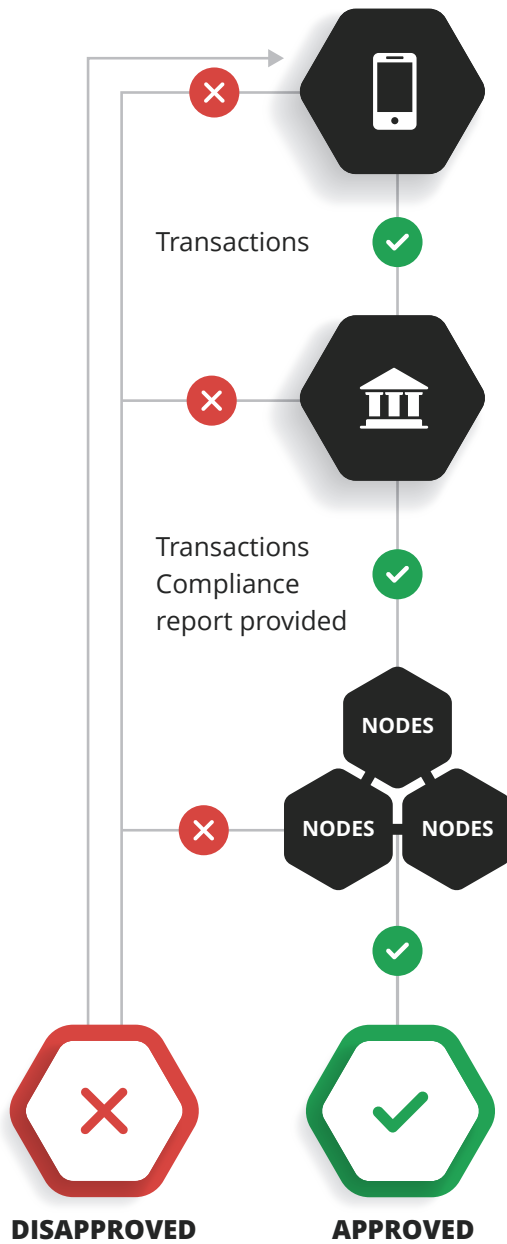 Transactions
Transactions
Compliance
report provided
NODES
NODES NODES
DISAPPROVED
APPROVED